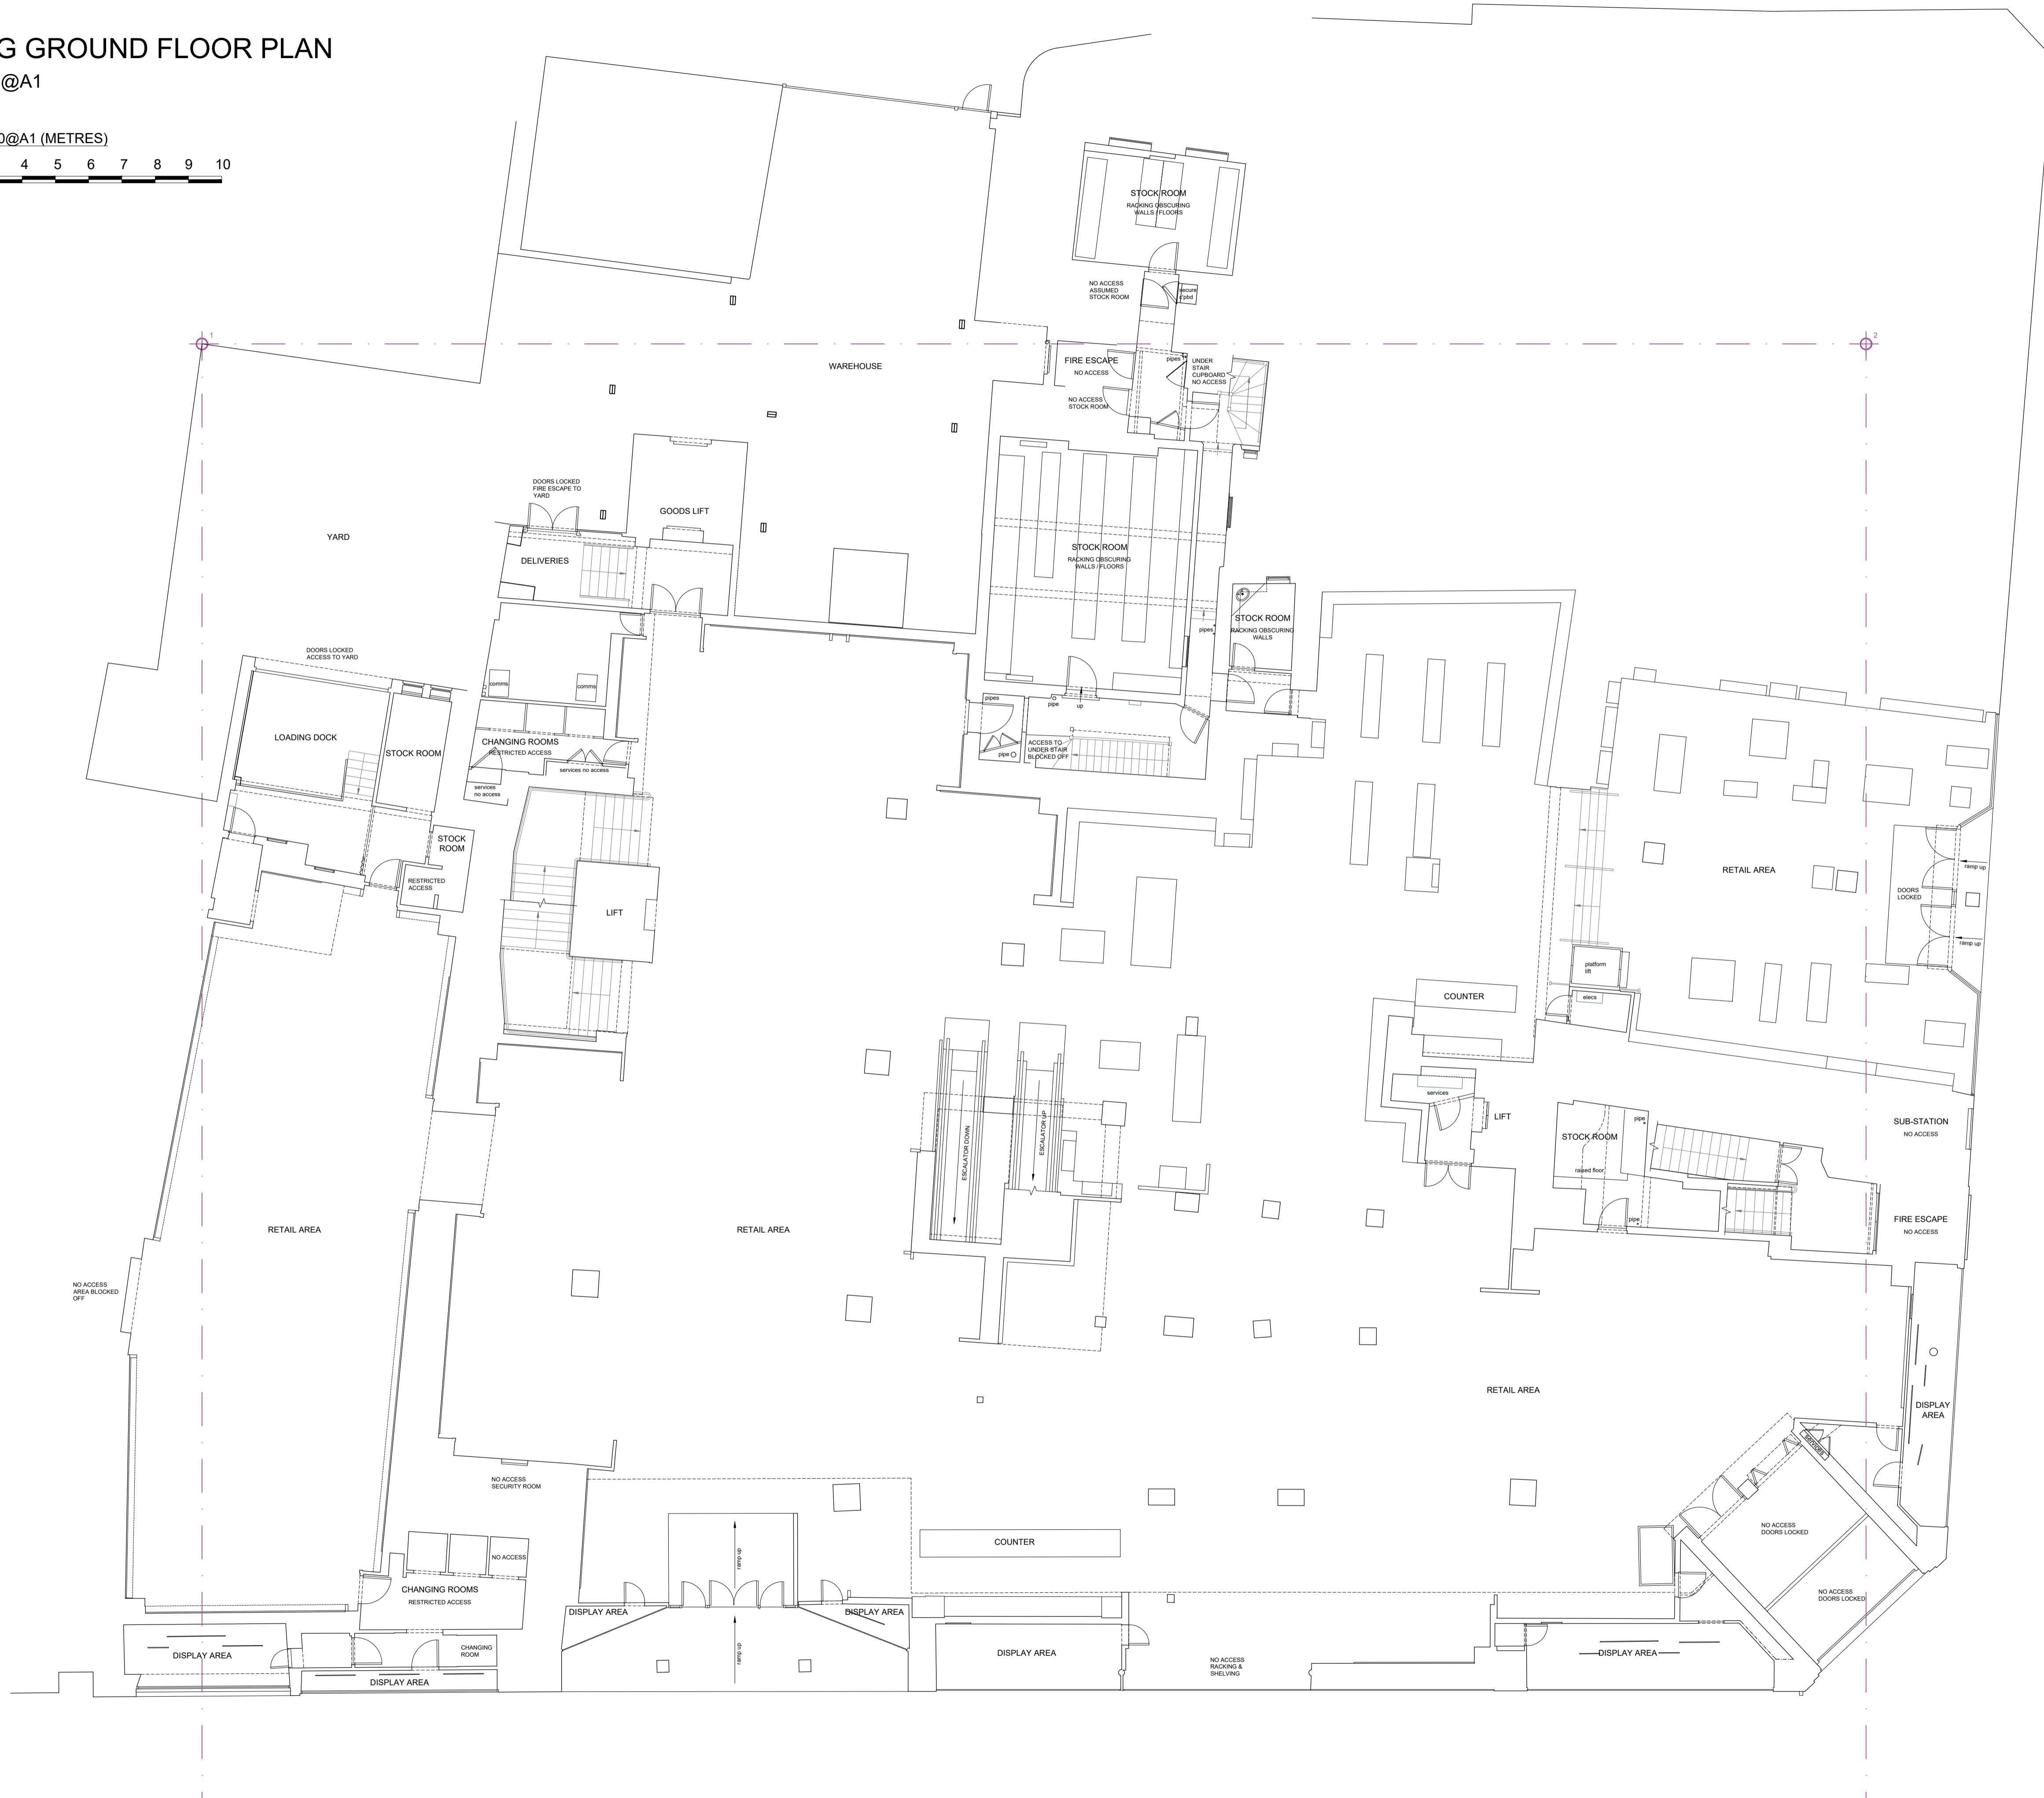 G GROUND FLOOR PLAN
@A1
0@A1 (METRES)
4 5 6 7 8 9 10
STOCK ROOM
RACKING OBSCURING
WALLS / FLOORS
NO ACCESS
ASSUMED
STOCK ROOM
secure
c'pbd
1
2
WAREHOUSE
FIRE ESCAPE
NO ACCESS
pipes
UNDER
STAIR
CUPBOARD
NO ACCESS
NO ACCESS
STOCK ROOM
DOORS LOCKED
FIRE ESCAPE TO
YARD
GOODS LIFT
YARD
DELIVERIES
STOCK ROOM
RACKING OBSCURING
WALLS / FLOORS
STOCK ROOM
RACKING OBSCURING
WALLS
pipes
DOORS LOCKED
ACCESS TO YARD
comms
comms
pipes
pipe
up
LOADING DOCK
STOCK ROOM
CHANGING ROOMS
RESTRICTED ACCESS
services no access
services
no access
pipe
ACCESS TO
UNDER STAIR
BLOCKED OFF
STOCK
ROOM
RESTRICTED
ACCESS
LIFT
RETAIL AREA
ramp up
DOORS
LOCKED
ramp up
platform
lift
elecs
COUNTER
services
LIFT
STOCK ROOM
raised floor
pipe
pipe
SUB-STATION
NO ACCESS
FIRE ESCAPE
NO ACCESS
ESCALATOR DOWN
ESCALATOR UP
RETAIL AREA
RETAIL AREA
NO ACCESS
AREA BLOCKED
OFF
RETAIL AREA
DISPLAY
AREA
services
NO ACCESS
SECURITY ROOM
NO ACCESS
DOORS LOCKED
NO ACCESS
DOORS LOCKED
COUNTER
ramp up
NO ACCESS
CHANGING ROOMS
RESTRICTED ACCESS
DISPLAY AREA
DISPLAY AREA
ramp up
CHANGING
ROOM
DISPLAY AREA
DISPLAY AREA
DISPLAY AREA
NO ACCESS
RACKING &
SHELVING
DISPLAY AREA